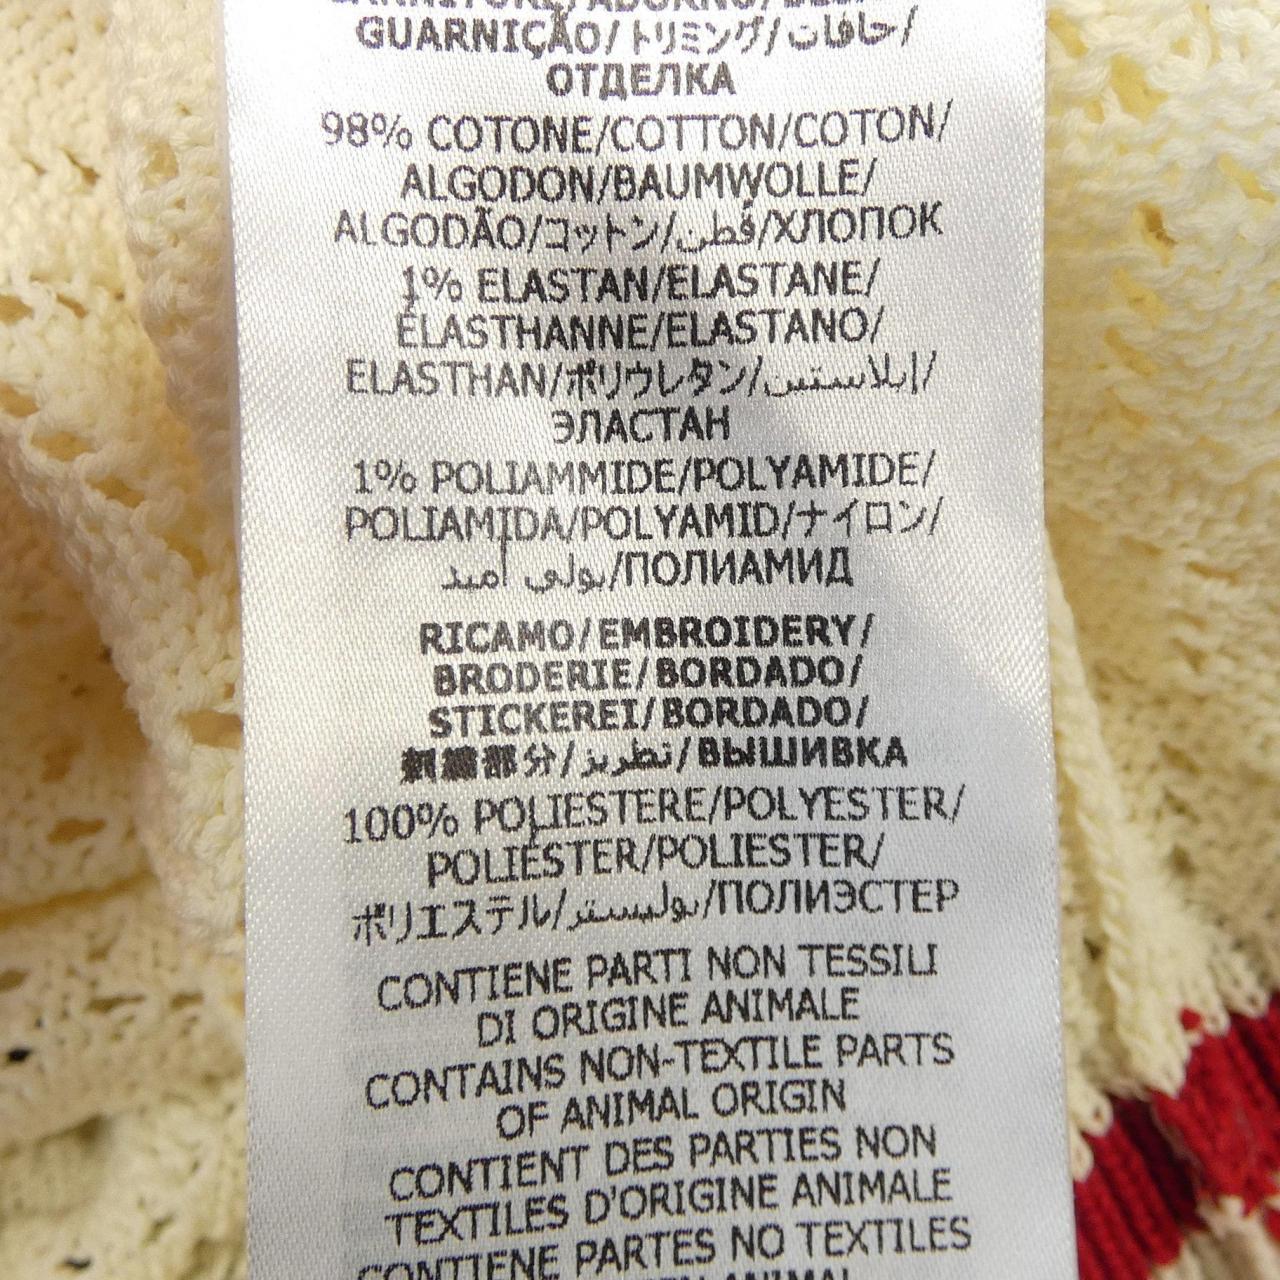 GARNITURE/ADORNO/
GUARNIÇÃO/トリミング/حافات/
ОТДЕЛКА
98% COTONE/COTTON/COTON/
ALGODON/BAUMWOLLE/
ALGODÃO/コットン/قطن/ХЛОПОК
1% ELASTAN/ELASTANE/
ÉLASTHANNE/ELASTANO/
ELASTHAN/ポリウレタン/إيلاستين/
ЭЛАСТАН
1% POLIAMMIDE/POLYAMIDE/
POLIAMIDA/POLYAMID/ナイロン/
بولي أميد/ПОЛИАМИД
RICAMO/EMBROIDERY/
BRODERIE/BORDADO/
STICKEREI/BORDADO/
刺繍部分/تطريز/ВЫШИВКА
100% POLIESTERE/POLYESTER/
POLIÉSTER/POLIESTER/
ポリエステル/بوليستر/ПОЛИЭСТЕР
CONTIENE PARTI NON TESSILI
DI ORIGINE ANIMALE
CONTAINS NON-TEXTILE PARTS
OF ANIMAL ORIGIN
CONTIENT DES PARTIES NON
TEXTILES D'ORIGINE ANIMALE
CONTIENE PARTES NO TEXTILES